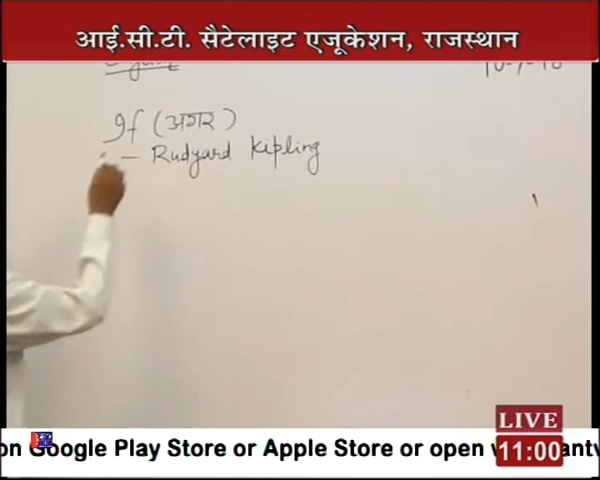 आई.सी.टी. सैटेलाइट एजूकेशन, राजस्थान
If (अगर)
– Rudyard Kipling
LIVE
on Google Play Store or Apple Store or open
11:00